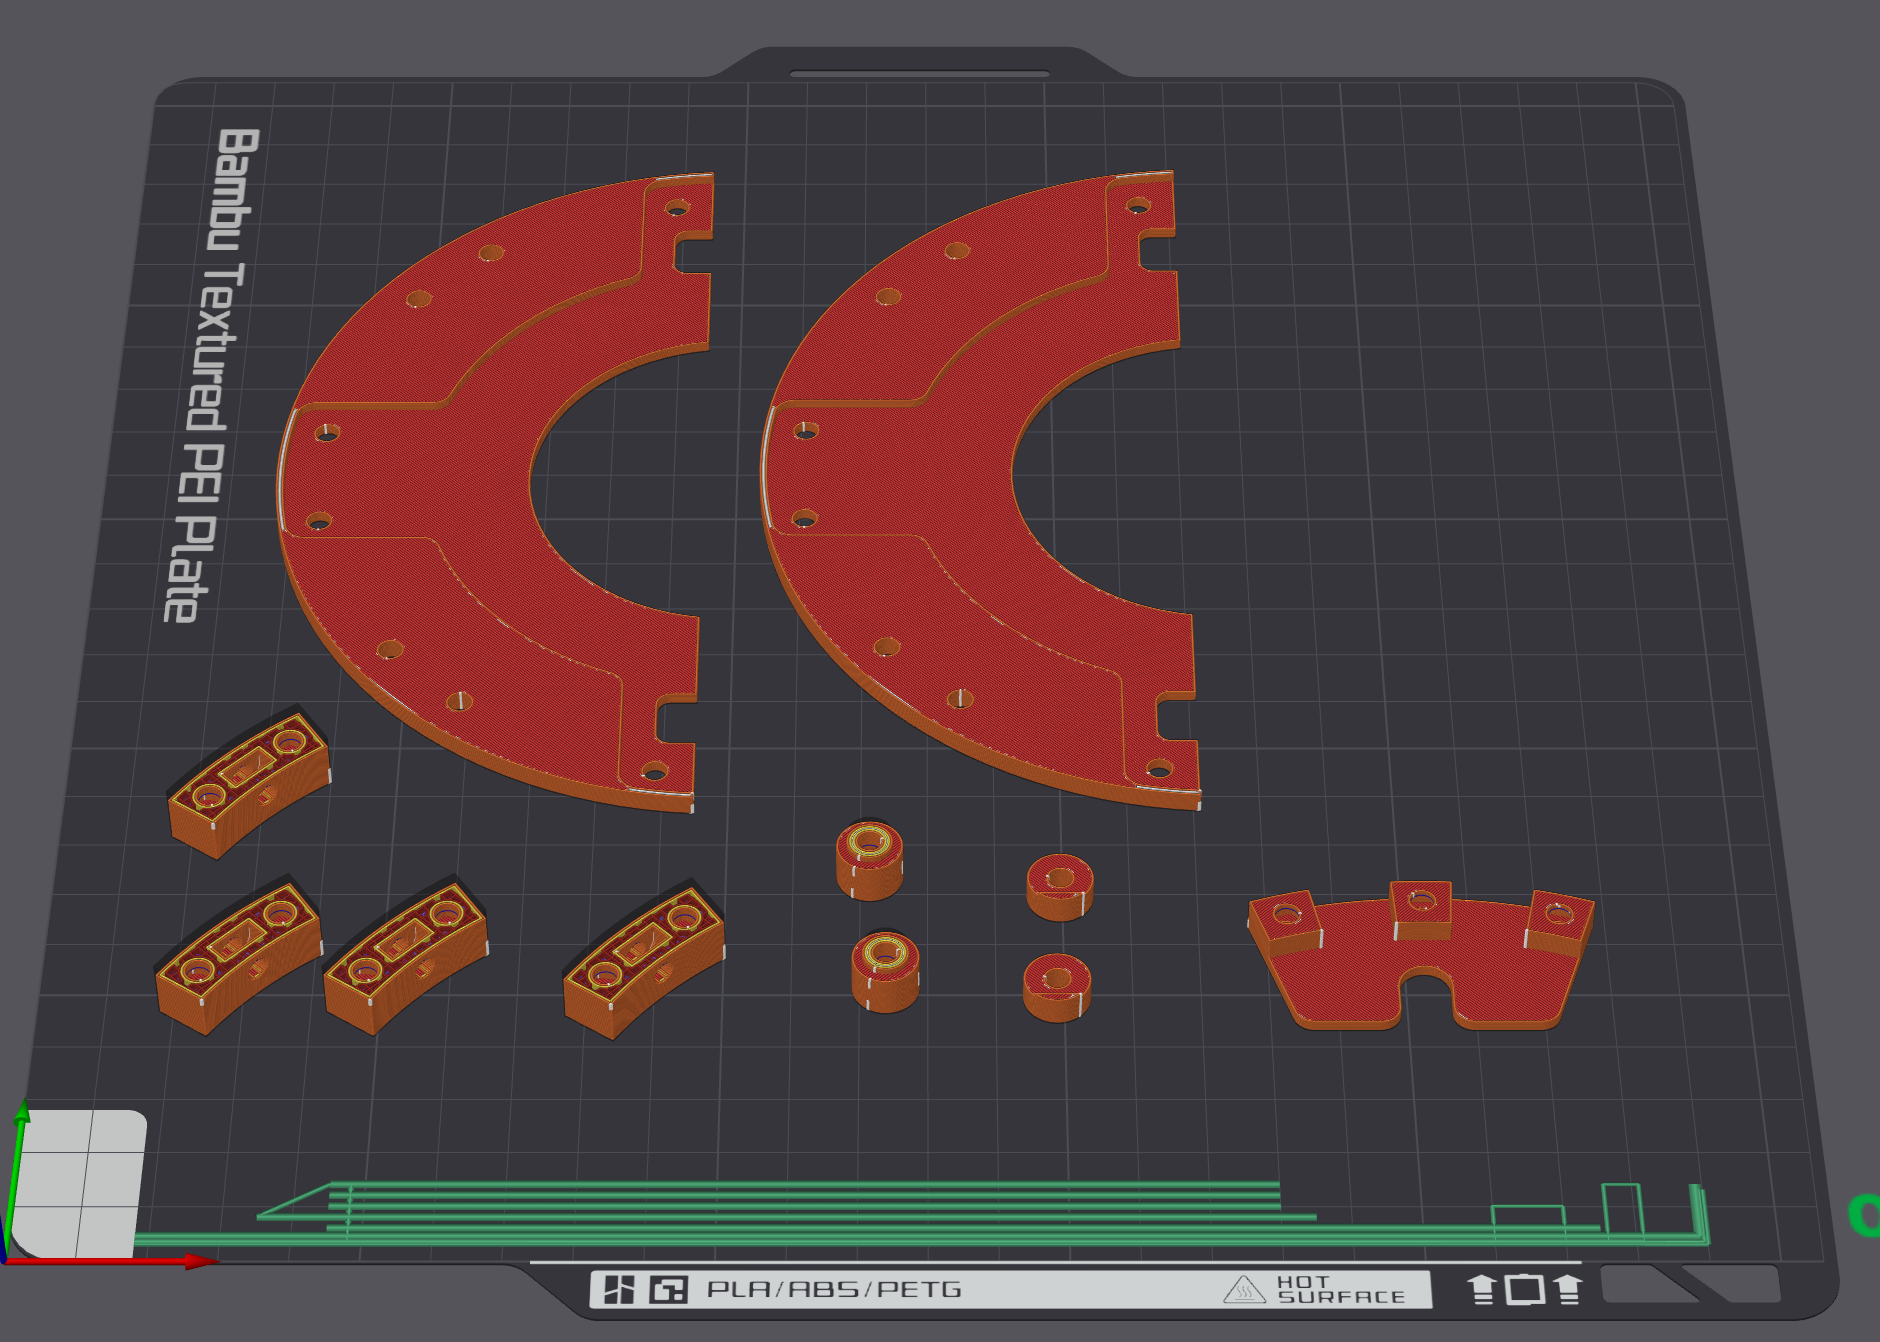 Bambu Textured PEI Plate
PLA/ABS/PETG
HOT
SURFACE